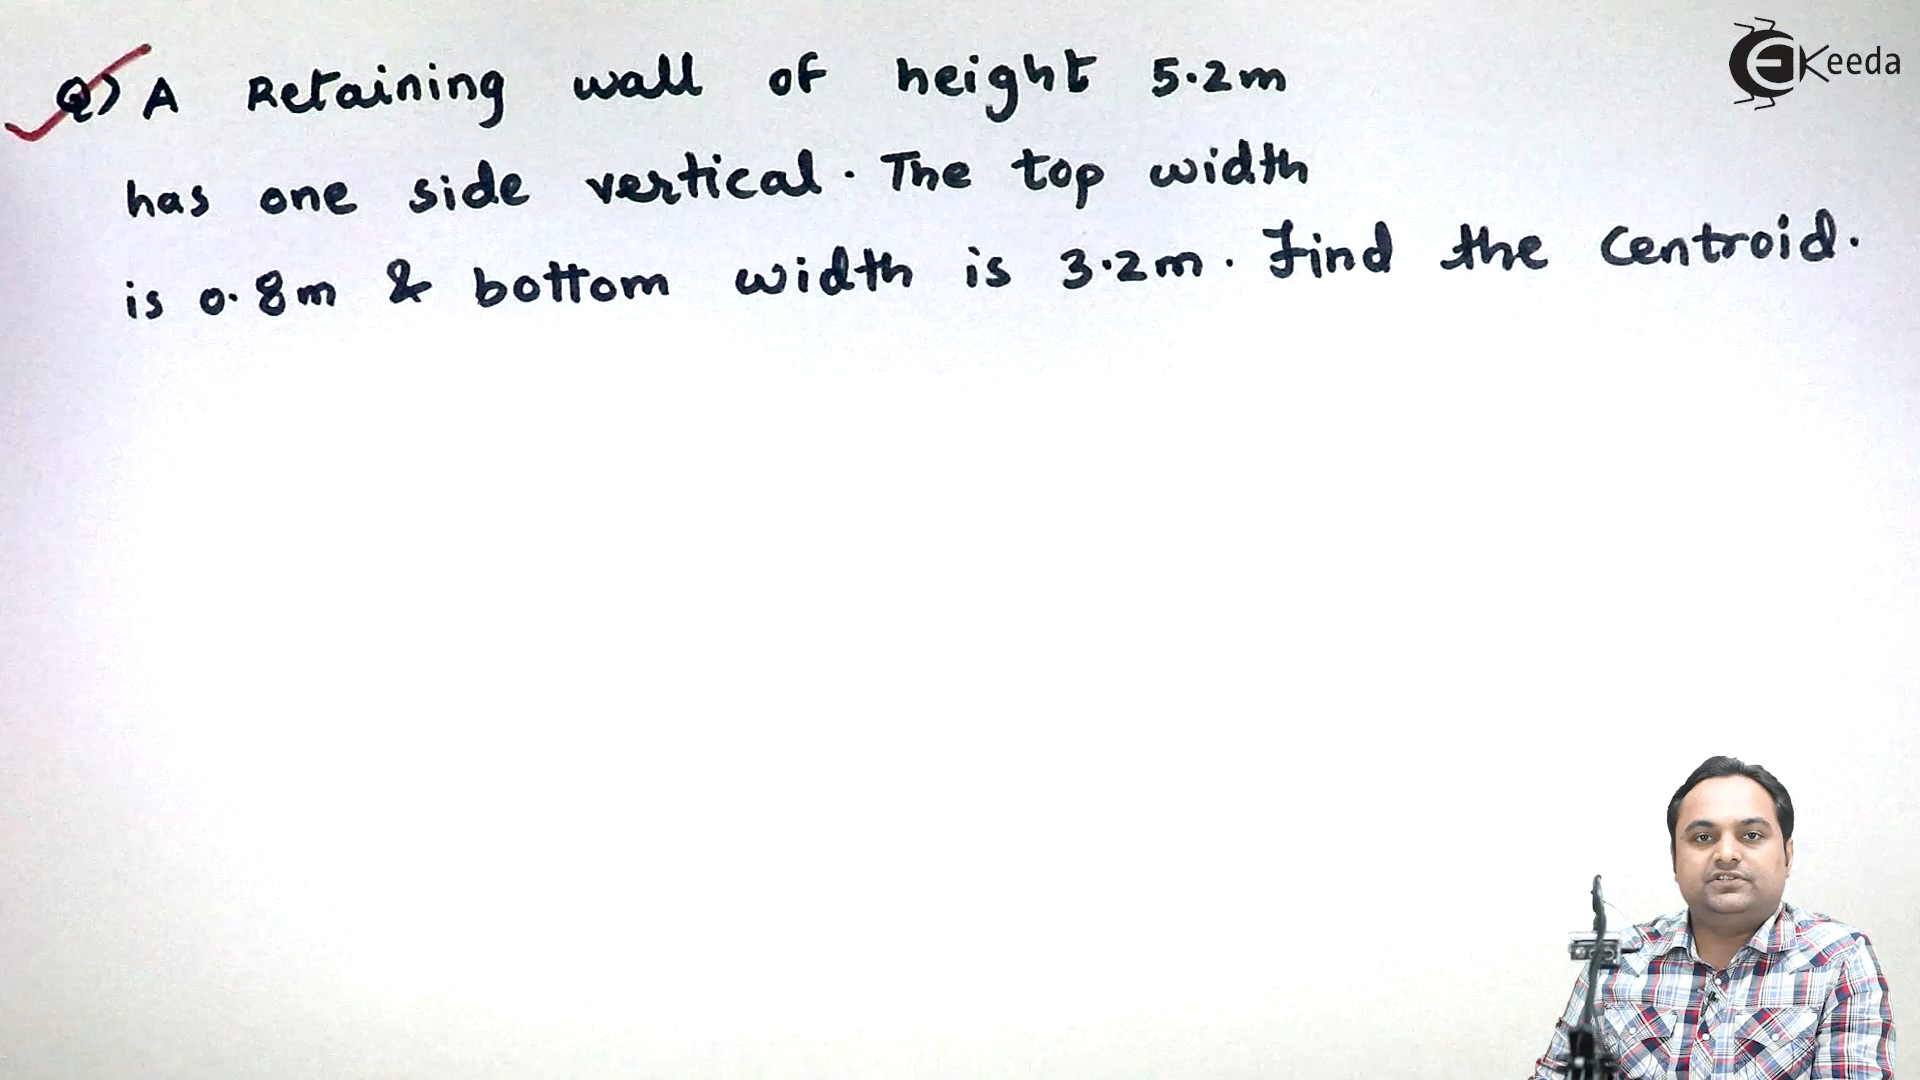 Keeda
Q) A Retaining wall of height 5.2m
has one side vertical. The top width
is 0.8m & bottom width is 3.2m. Find the centroid.